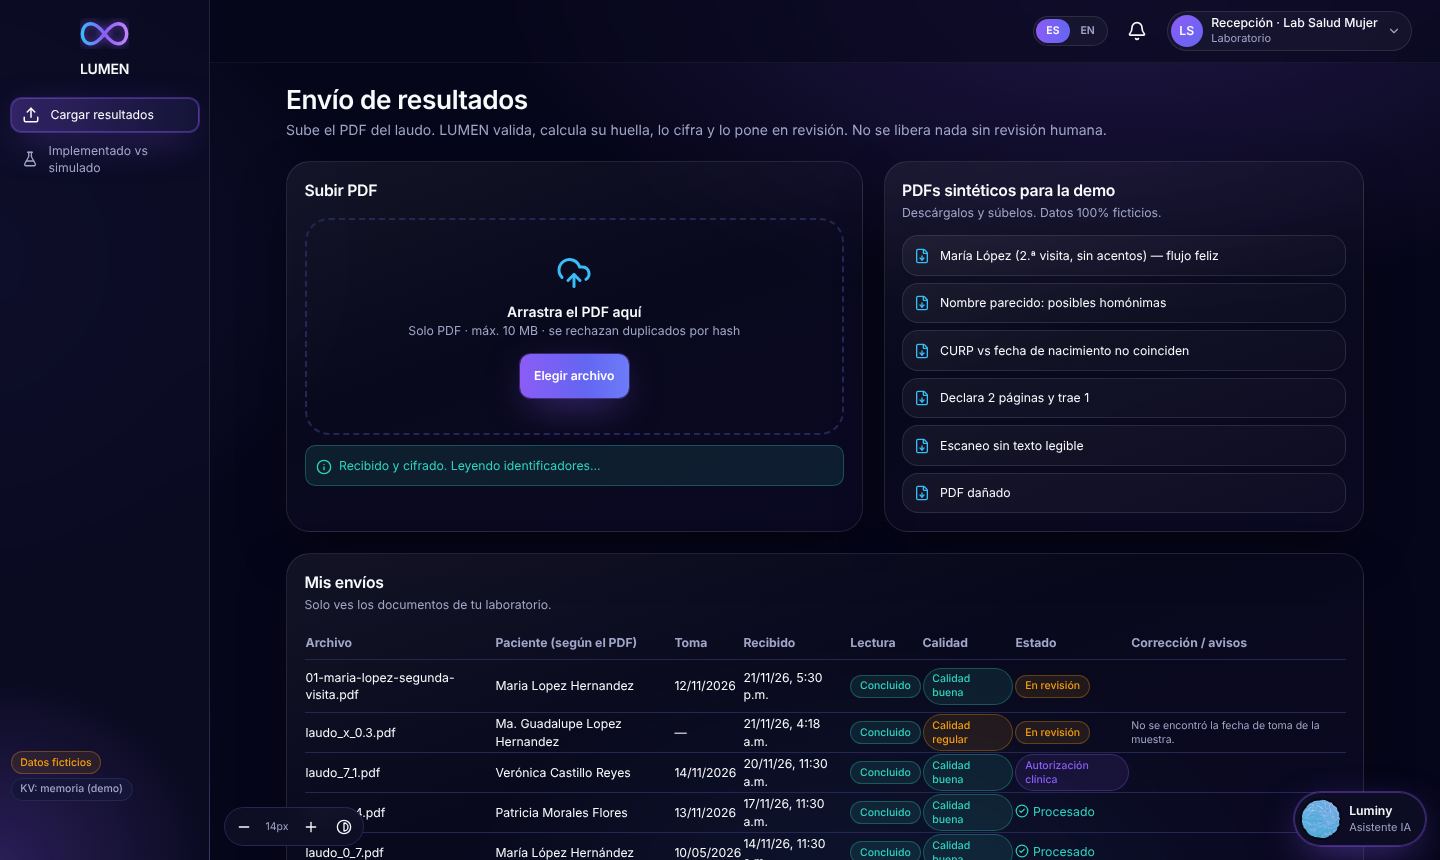 LUMEN
Cargar resultados
Implementado vs
simulado
Datos ficticios
KV: memoria (demo)
ES EN
LS
Recepción · Lab Salud Mujer
Laboratorio
Envío de resultados
Sube el PDF del laudo. LUMEN valida, calcula su huella, lo cifra y lo pone en revisión. No se libera nada sin revisión humana.
Subir PDF
Arrastra el PDF aquí
Solo PDF · máx. 10 MB · se rechazan duplicados por hash
Elegir archivo
Recibido y cifrado. Leyendo identificadores…
PDFs sintéticos para la demo
Descárgalos y súbelos. Datos 100% ficticios.
María López (2.ª visita, sin acentos) — flujo feliz
Nombre parecido: posibles homónimas
CURP vs fecha de nacimiento no coinciden
Declara 2 páginas y trae 1
Escaneo sin texto legible
PDF dañado
Mis envíos
Solo ves los documentos de tu laboratorio.
Archivo Paciente (según el PDF) Toma Recibido Lectura Calidad Estado Corrección / avisos
01-maria-lopez-segunda-
visita.pdf
Maria Lopez Hernandez
12/11/2026
21/11/26, 5:30
p.m.
Concluido
Calidad
buena
En revisión
laudo_x_0.3.pdf
Ma. Guadalupe Lopez
Hernandez
—
21/11/26, 4:18
a.m.
Concluido
Calidad
regular
En revisión
No se encontró la fecha de toma de la
muestra.
laudo_7_1.pdf
Verónica Castillo Reyes
14/11/2026
20/11/26, 11:30
a.m.
Concluido
Calidad
buena
Autorización
clínica
4.pdf
Patricia Morales Flores
13/11/2026
17/11/26, 11:30
a.m.
Concluido
Calidad
buena
Procesado
laudo_0_7.pdf
María López Hernández
10/05/2026
14/11/26, 11:30
Concluido
Calidad
buena
Procesado
14px
Luminy
Asistente IA